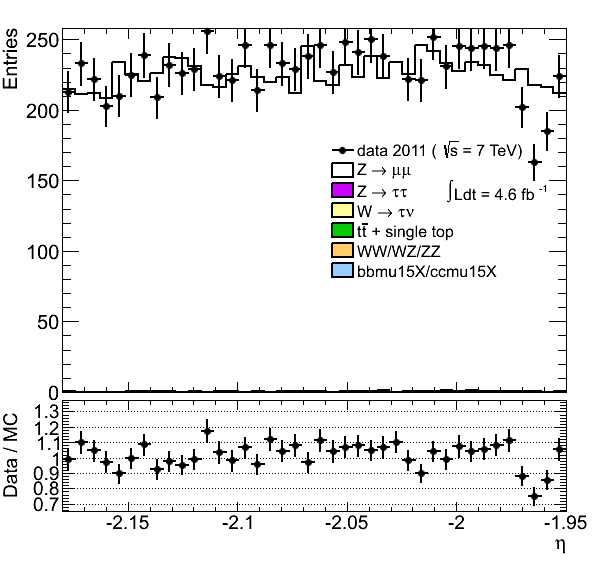 Entries
250
200
150
100
50
0
data 2011 ( √s = 7 TeV)
Z → μμ
Z → ττ
∫Ldt = 4.6 fb⁻¹
W → τν
tt̅ + single top
WW/WZ/ZZ
bbmu15X/ccmu15X
Data / MC
1.3
1.2
1.1
1
0.9
0.8
0.7
-2.15
-2.1
-2.05
-2
-1.95
η